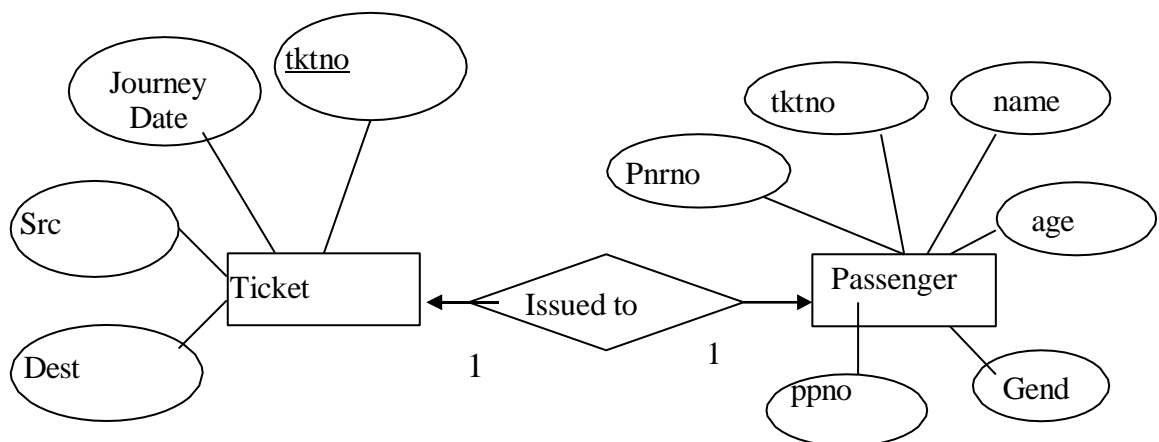 tktno
Journey
Date
tktno
name
Pnrno
Src
age
Ticket
Issued to
Passenger
1
1
Dest
ppno
Gend